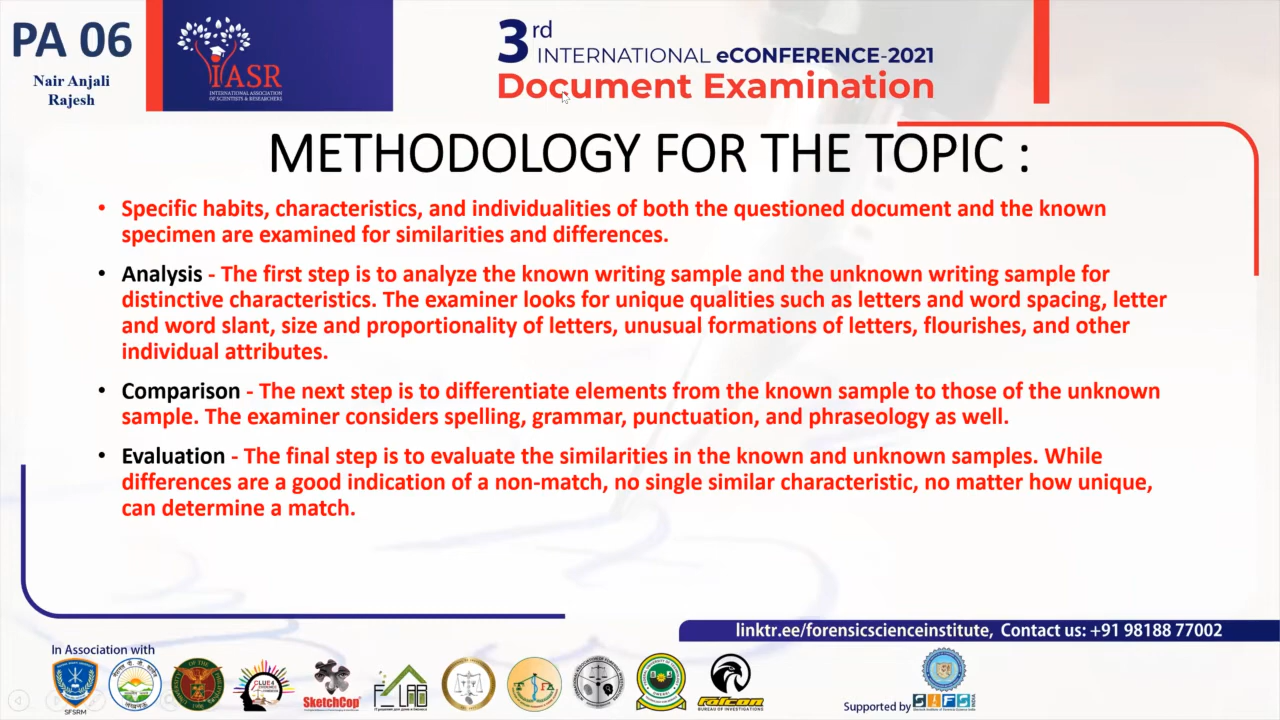 PA 06
Nair Anjali
Rajesh
IASR
INTERNATIONAL ASSOCIATION
OF SCIENTISTS & RESEARCHERS
3rd
INTERNATIONAL eCONFERENCE-2021
Document Examination
METHODOLOGY FOR THE TOPIC :
• Specific habits, characteristics, and individualities of both the questioned document and the known
specimen are examined for similarities and differences.
• Analysis - The first step is to analyze the known writing sample and the unknown writing sample for
distinctive characteristics. The examiner looks for unique qualities such as letters and word spacing, letter
and word slant, size and proportionality of letters, unusual formations of letters, flourishes, and other
individual attributes.
• Comparison - The next step is to differentiate elements from the known sample to those of the unknown
sample. The examiner considers spelling, grammar, punctuation, and phraseology as well.
• Evaluation - The final step is to evaluate the similarities in the known and unknown samples. While
differences are a good indication of a non-match, no single similar characteristic, no matter how unique,
can determine a match.
linktr.ee/forensicscienceinstitute, Contact us: +91 98188 77002
In Association with
SFSRM
CLUE4
SketchCop
LAB
falcon
BUREAU OF INVESTIGATIONS
Supported by
SIFS
INDIA